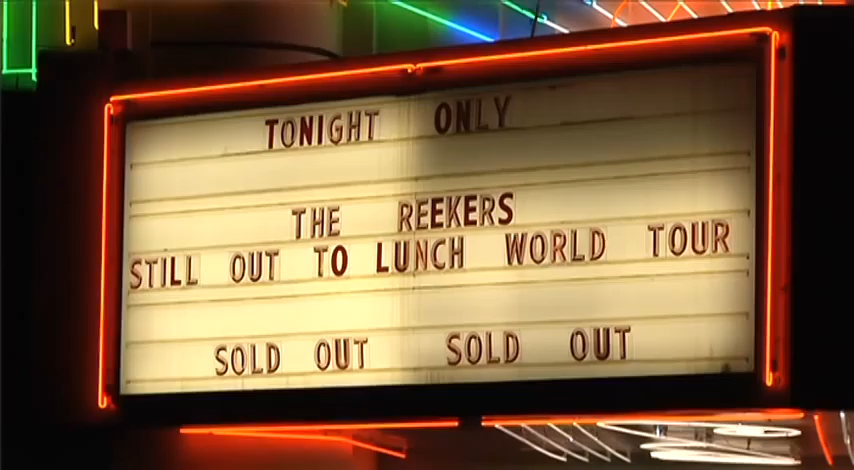 TONIGHT ONLY
THE REEKERS
STILL OUT TO LUNCH WORLD TOUR
SOLD OUT SOLD OUT